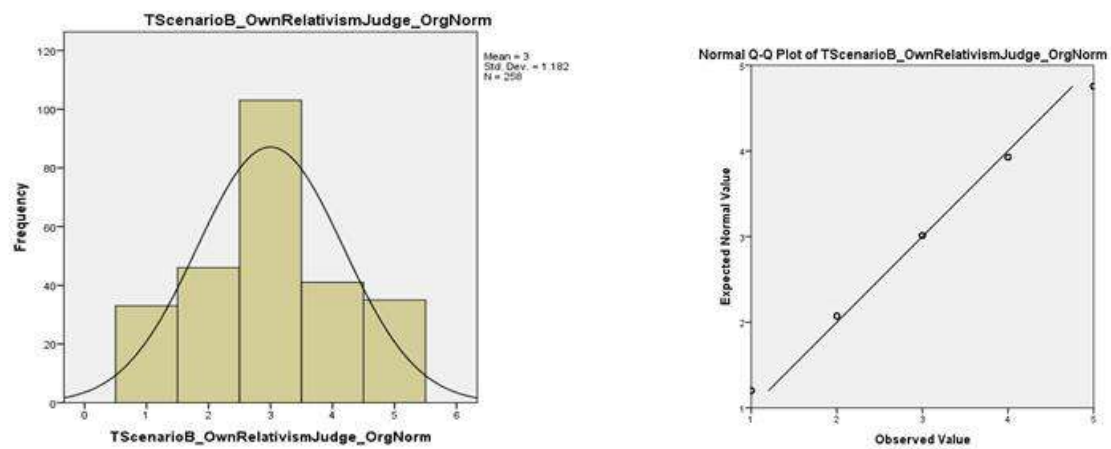 TScenarioB_OwnRelativismJudge_OrgNorm
Mean = 3
Std. Dev. = 1.182
N = 258
120
100
80
60
40
20
0
Frequency
0 1 2 3 4 5 6
TScenarioB_OwnRelativismJudge_OrgNorm
Normal Q-Q Plot of TScenarioB_OwnRelativismJudge_OrgNorm
5
4
3
2
1
Expected Normal Value
1 2 3 4 5
Observed Value